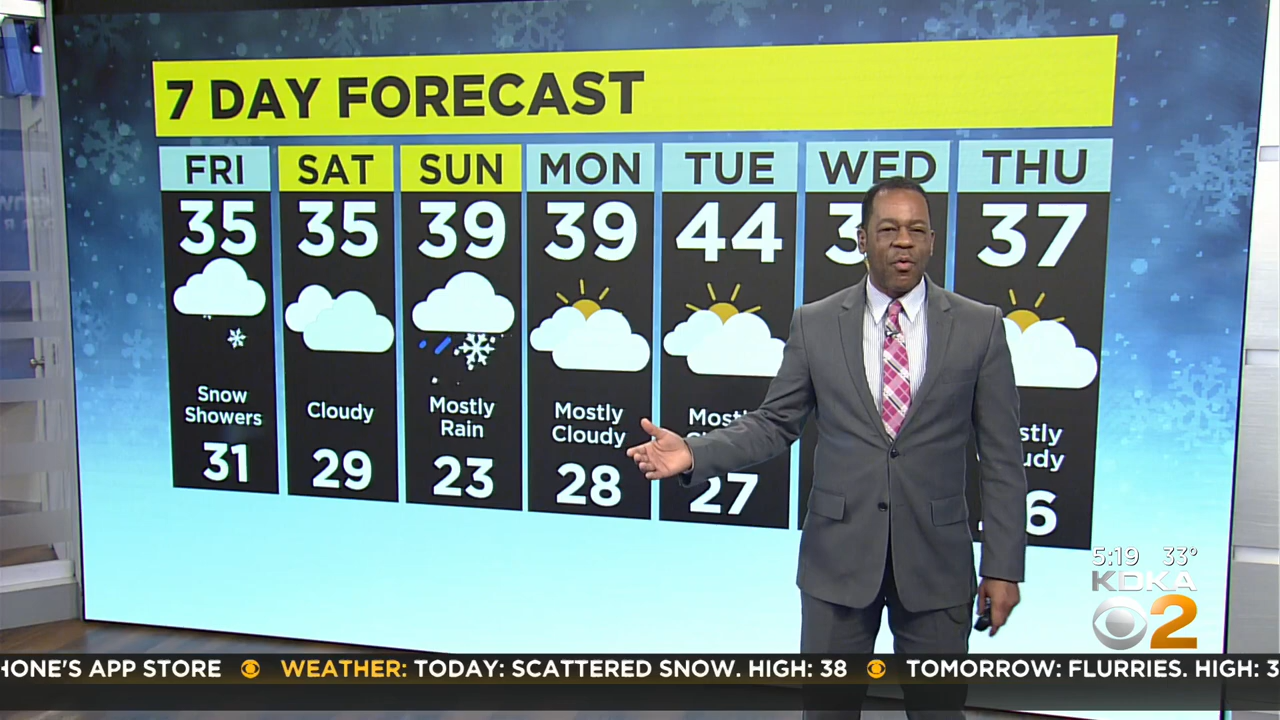 7 DAY FORECAST
FRI SAT SUN MON TUE WED THU
35 35 39 39 44 37
Snow
Showers
Cloudy
Mostly
Rain
Mostly
Cloudy
31 29 23 28 27
5:19 33°
KDKA
2
HONE'S APP STORE WEATHER: TODAY: SCATTERED SNOW. HIGH: 38 TOMORROW: FLURRIES. HIGH: 3